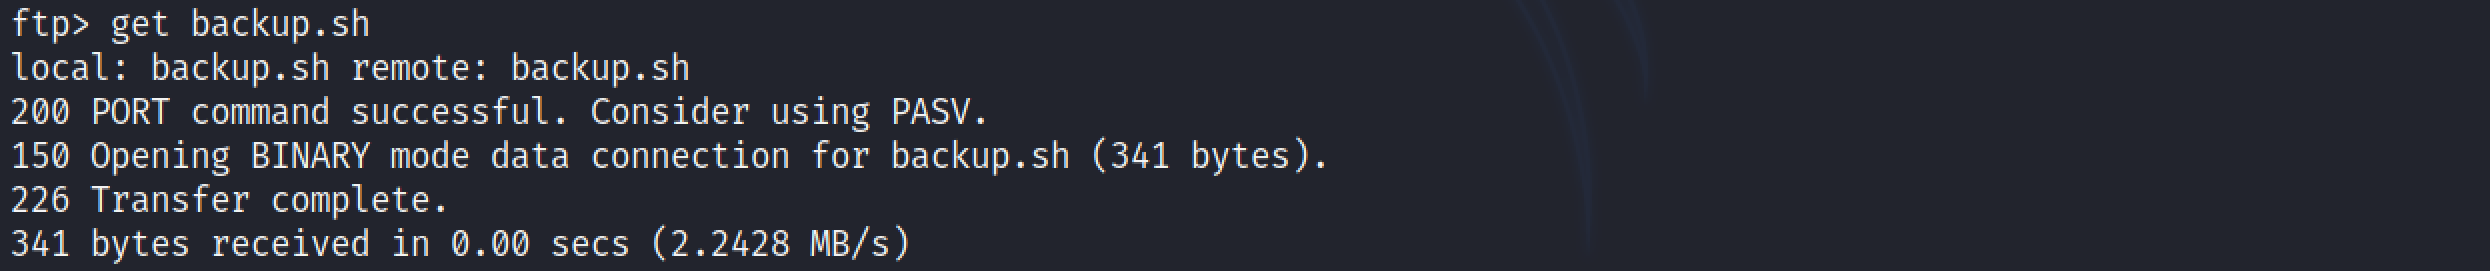 ftp> get backup.sh
local: backup.sh remote: backup.sh
200 PORT command successful. Consider using PASV.
150 Opening BINARY mode data connection for backup.sh (341 bytes).
226 Transfer complete.
341 bytes received in 0.00 secs (2.2428 MB/s)